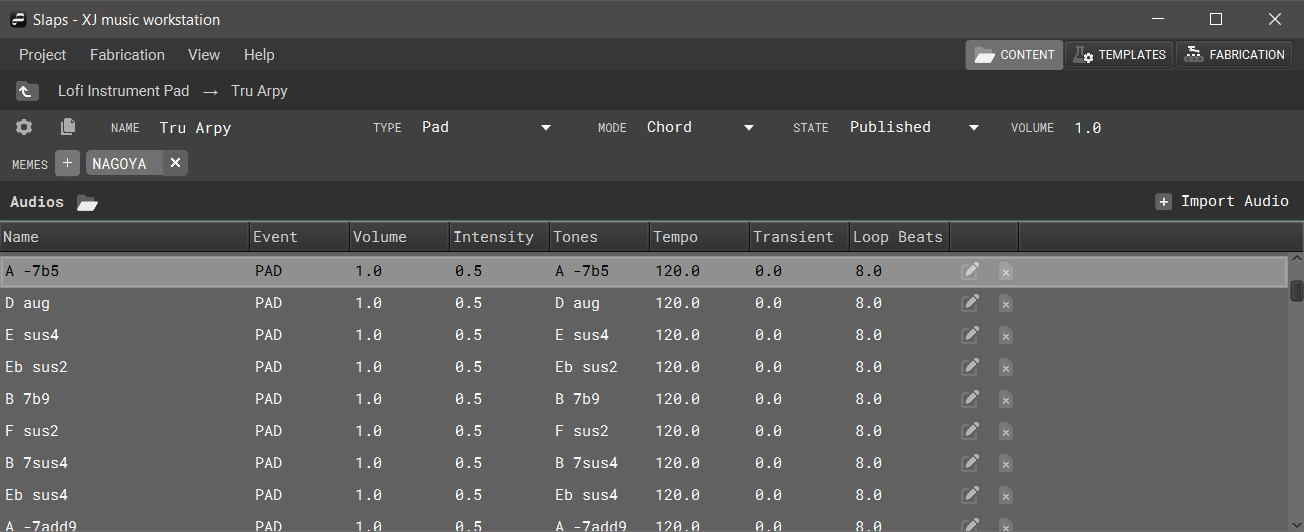 Slaps - XJ music workstation
Project Fabrication View Help CONTENT TEMPLATES FABRICATION
Lofi Instrument Pad → Tru Arpy
NAME Tru Arpy TYPE Pad MODE Chord STATE Published VOLUME 1.0
MEMES + NAGOYA ×
Audios + Import Audio
Name Event Volume Intensity Tones Tempo Transient Loop Beats
A -7b5 PAD 1.0 0.5 A -7b5 120.0 0.0 8.0
D aug PAD 1.0 0.5 D aug 120.0 0.0 8.0
E sus4 PAD 1.0 0.5 E sus4 120.0 0.0 8.0
Eb sus2 PAD 1.0 0.5 Eb sus2 120.0 0.0 8.0
B 7b9 PAD 1.0 0.5 B 7b9 120.0 0.0 8.0
F sus2 PAD 1.0 0.5 F sus2 120.0 0.0 8.0
B 7sus4 PAD 1.0 0.5 B 7sus4 120.0 0.0 8.0
Eb sus4 PAD 1.0 0.5 Eb sus4 120.0 0.0 8.0
A -7add9 PAD 1.0 0.5 A -7add9 120.0 0.0 8.0